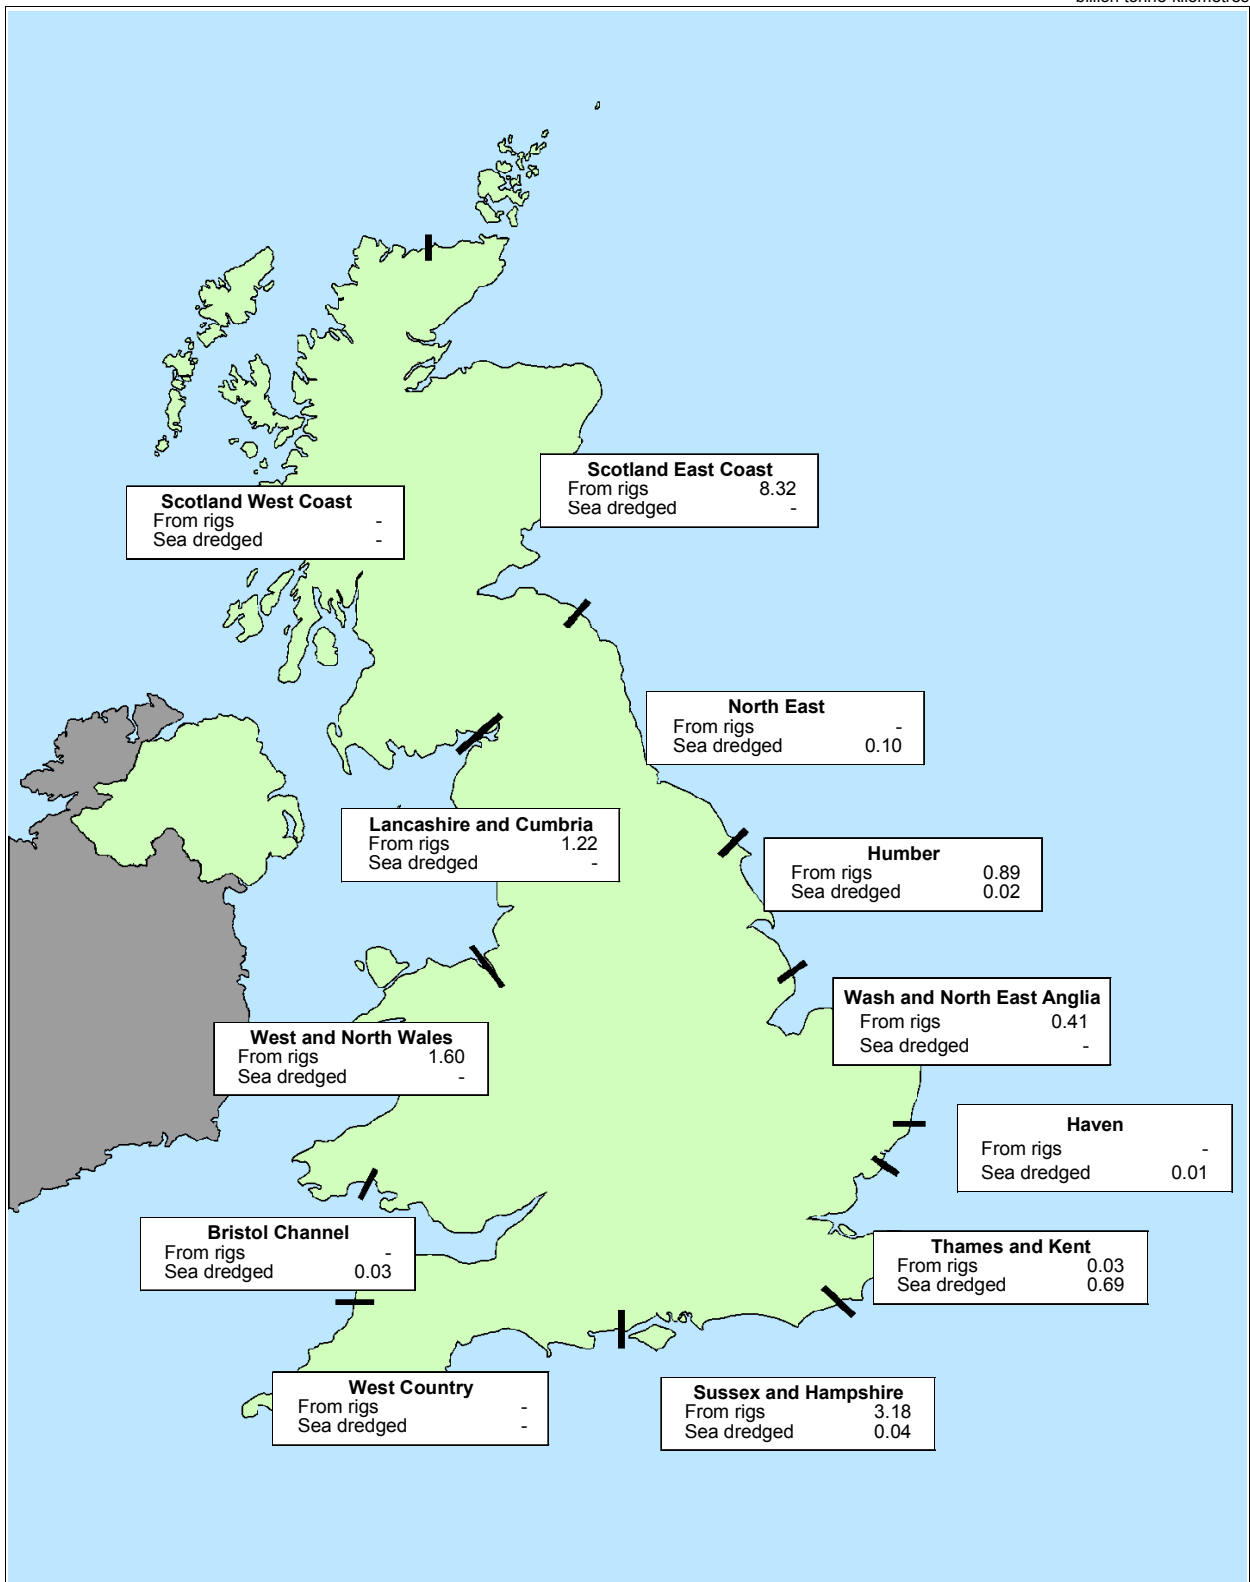 billion tonne kilometres
Scotland East Coast
From rigs 8.32
Sea dredged -
Scotland West Coast
From rigs -
Sea dredged -
North East
From rigs -
Sea dredged 0.10
Lancashire and Cumbria
From rigs 1.22
Sea dredged -
Humber
From rigs 0.89
Sea dredged 0.02
Wash and North East Anglia
From rigs 0.41
Sea dredged -
West and North Wales
From rigs 1.60
Sea dredged -
Haven
From rigs -
Sea dredged 0.01
Bristol Channel
From rigs -
Sea dredged 0.03
Thames and Kent
From rigs 0.03
Sea dredged 0.69
West Country
From rigs -
Sea dredged -
Sussex and Hampshire
From rigs 3.18
Sea dredged 0.04